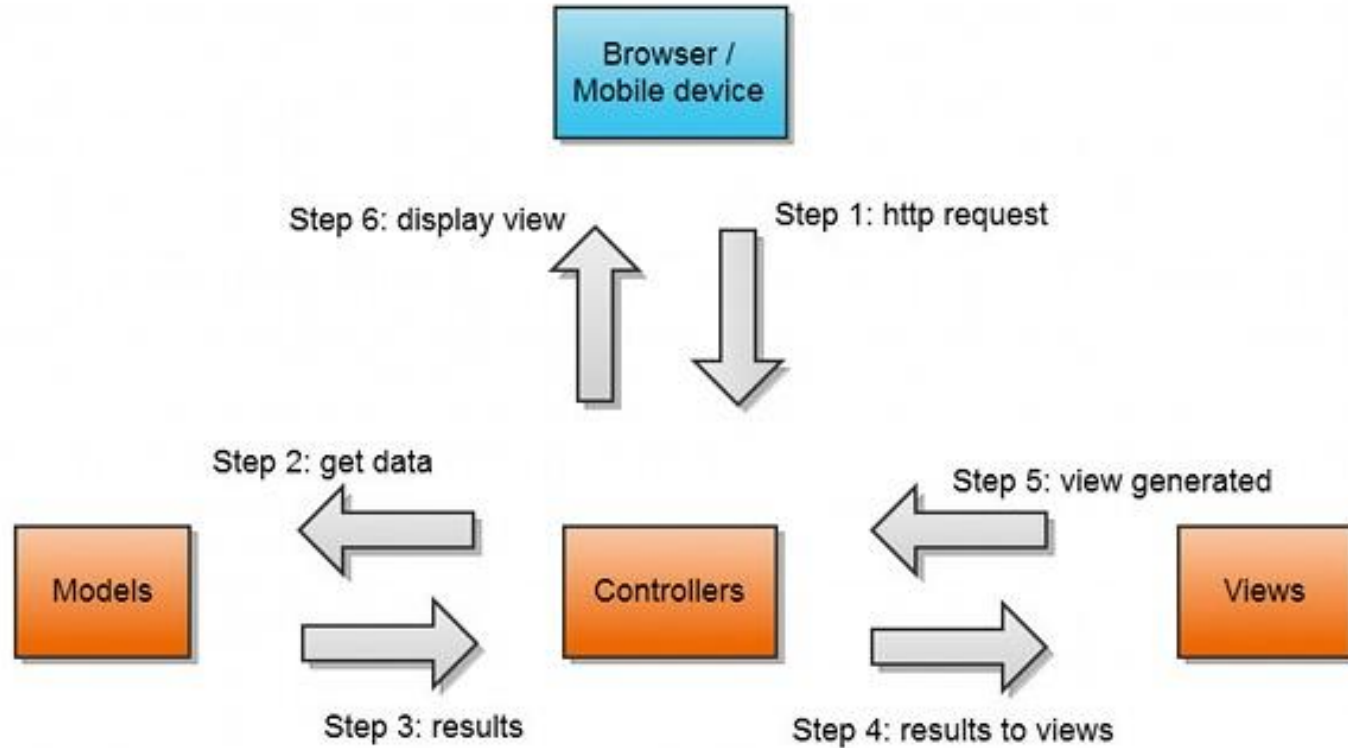 Browser /
Mobile device
Step 6: display view
Step 1: http request
Step 2: get data
Step 5: view generated
Models
Controllers
Views
Step 3: results
Step 4: results to views